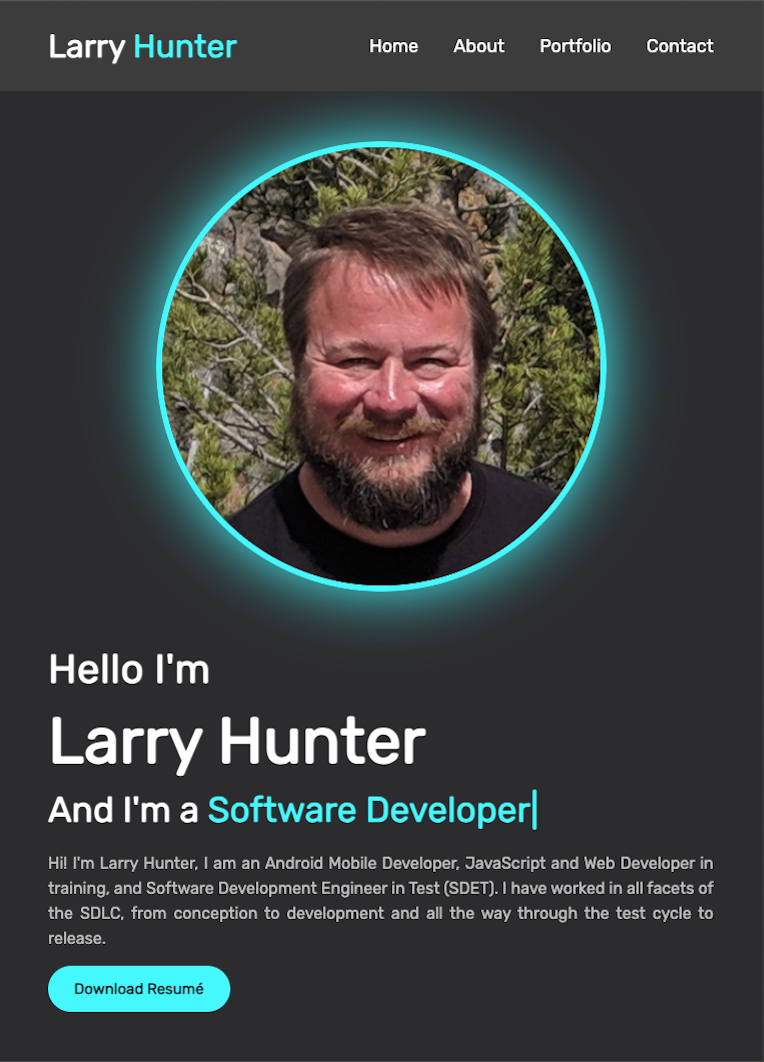 Larry Hunter Home About Portfolio Contact
Hello I'm
Larry Hunter
And I'm a Software Developer|
Hi! I'm Larry Hunter, I am an Android Mobile Developer, JavaScript and Web Developer in
training, and Software Development Engineer in Test (SDET). I have worked in all facets of
the SDLC, from conception to development and all the way through the test cycle to
release.
Download Resumé